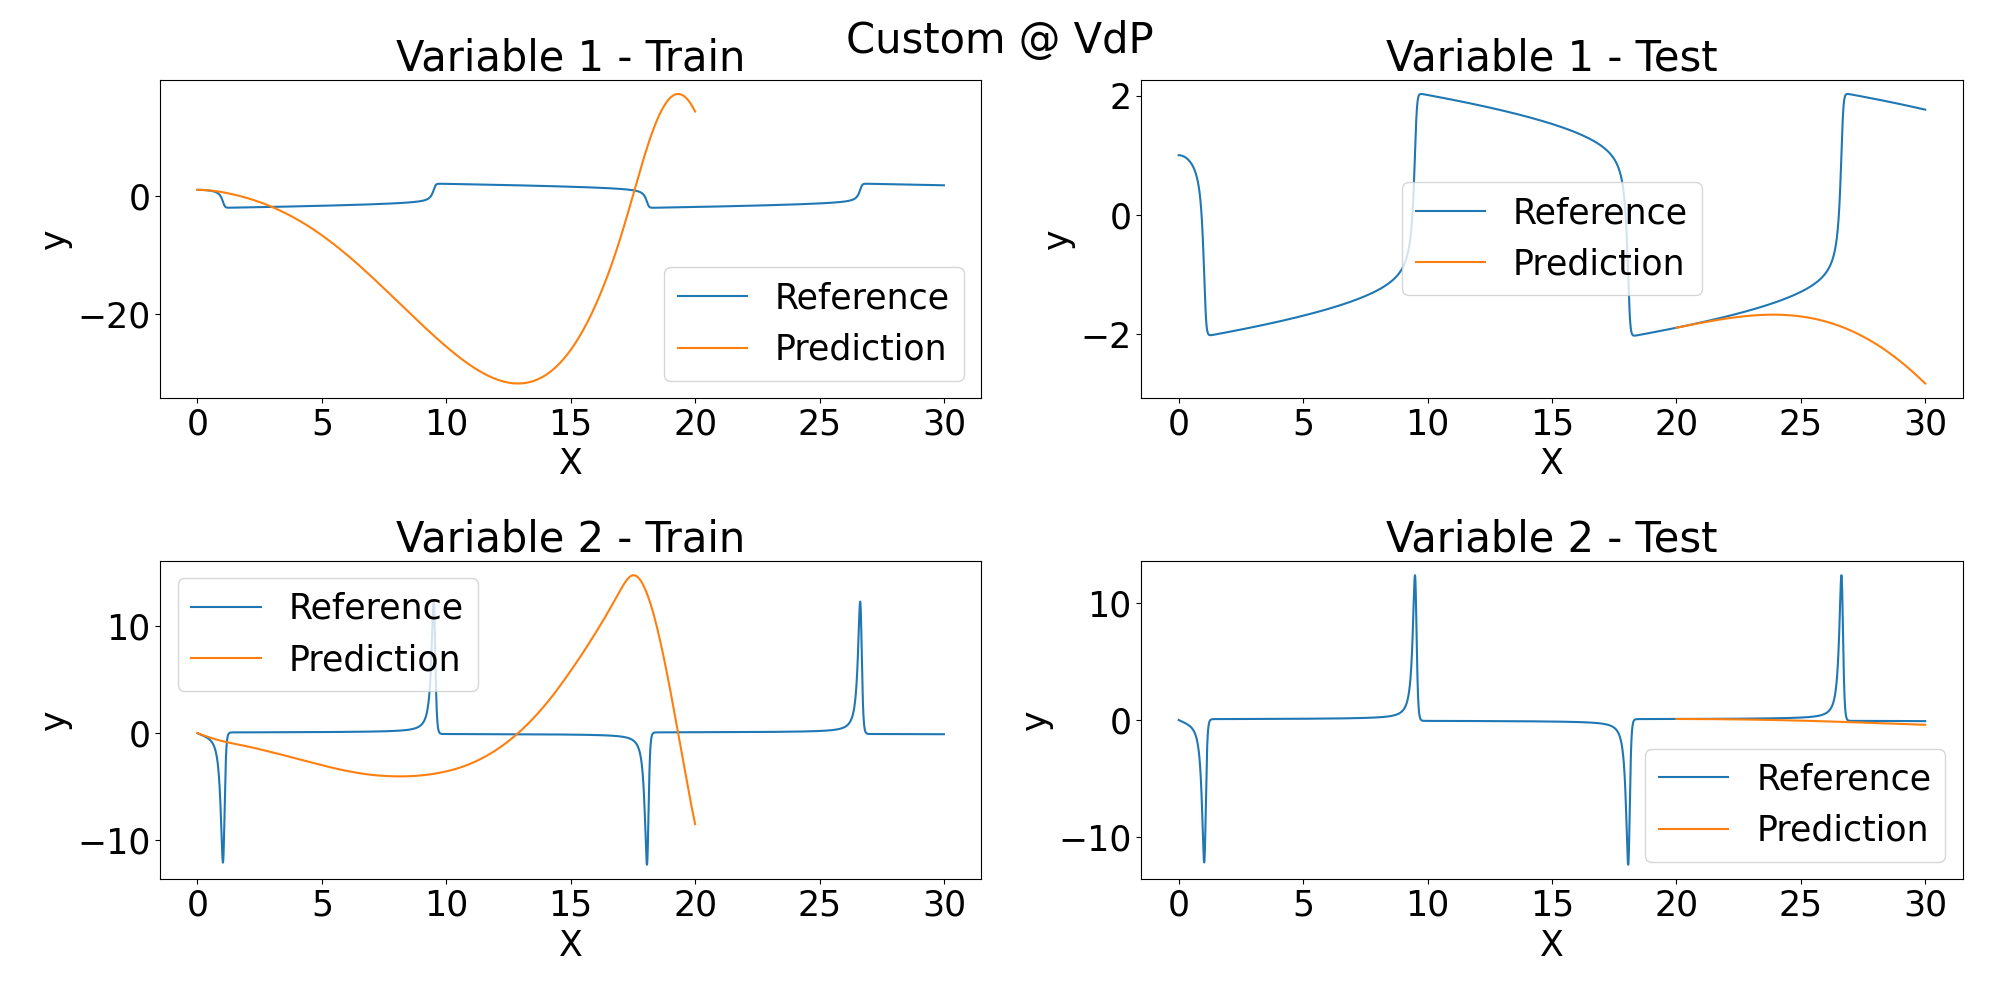 Custom @ VdP
Variable 1 - Train
y
0
−20
0 5 10 15 20 25 30
X
Reference
Prediction
Variable 1 - Test
y
2
0
−2
0 5 10 15 20 25 30
X
Reference
Prediction
Variable 2 - Train
y
10
0
−10
0 5 10 15 20 25 30
X
Reference
Prediction
Variable 2 - Test
y
10
0
−10
0 5 10 15 20 25 30
X
Reference
Prediction